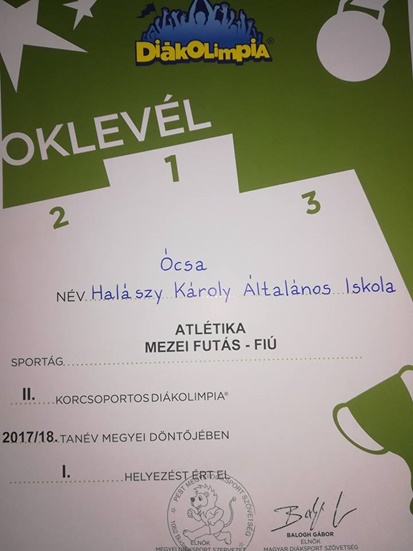 DIÁKOLIMPIA
OKLEVÉL
1
2
3
Ócsa
NÉV Halászy Károly Általános Iskola
ATLÉTIKA
MEZEI FUTÁS - FIÚ
SPORTÁG
II. KORCSOPORTOS DIÁKOLIMPIA®
2017/18. TANÉV MEGYEI DÖNTŐJÉBEN
I. HELYEZÉST ÉRT EL
BALOGH GÁBOR
ELNÖK ELNÖK
MAGYAR DIÁKSPORT SZÖVETSÉG